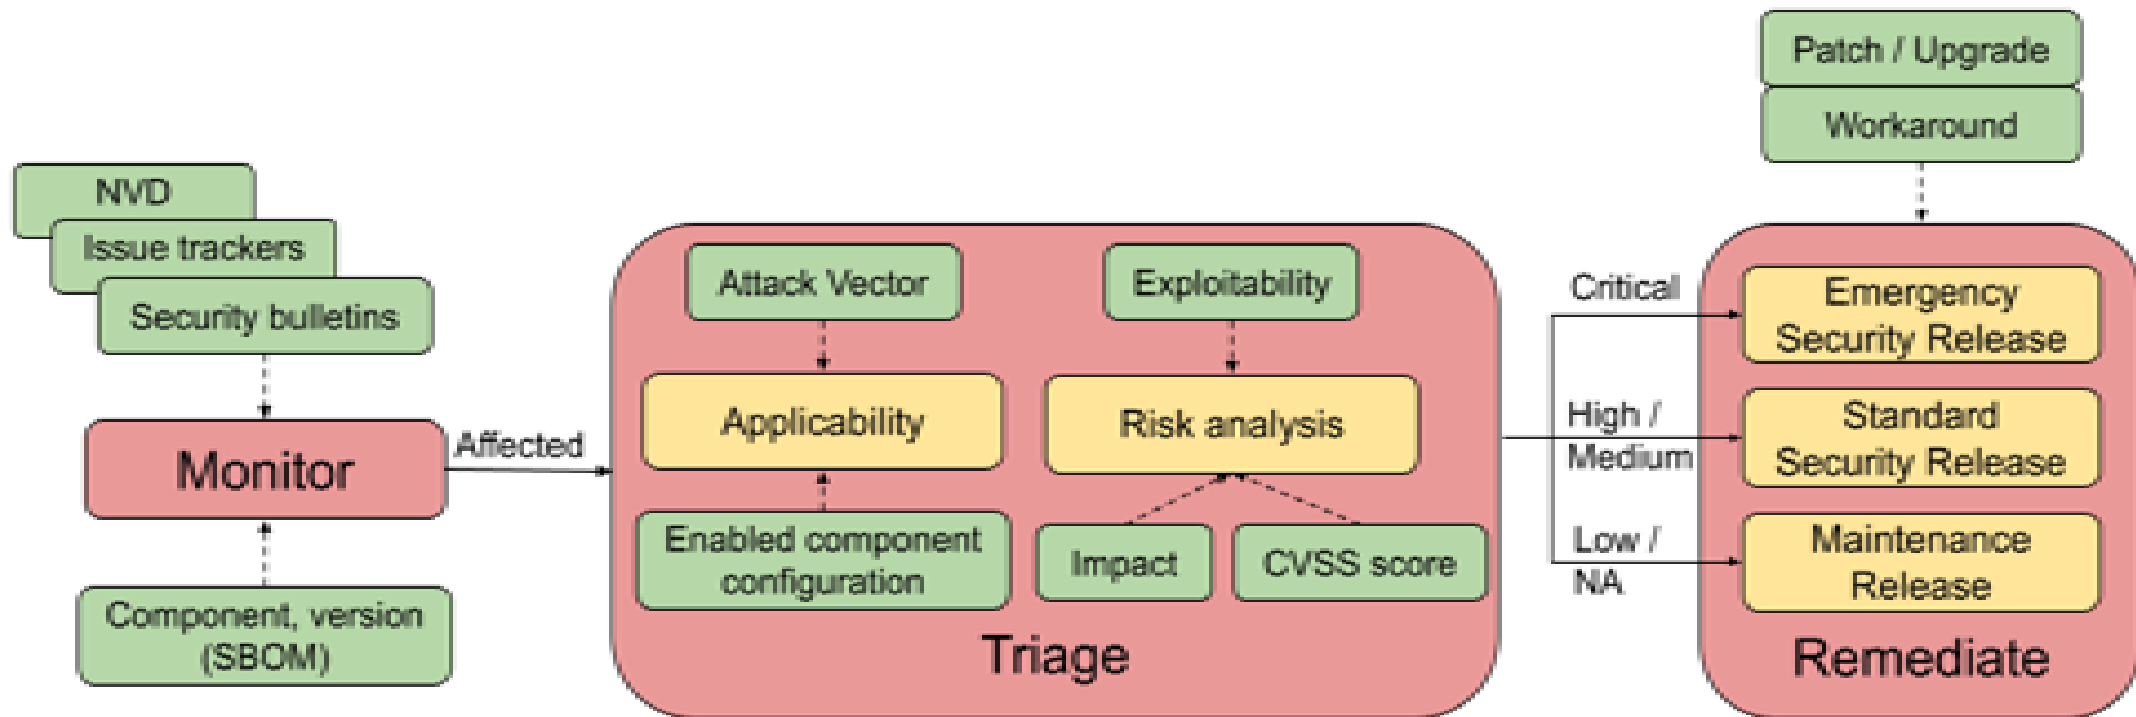 Patch / Upgrade
Workaround
NVD
Issue trackers
Security bulletins
Monitor
Component, version
(SBOM)
Affected
Attack Vector
Exploitability
Applicability
Risk analysis
Enabled component
configuration
Impact
CVSS score
Triage
Critical
High /
Medium
Low /
NA
Emergency
Security Release
Standard
Security Release
Maintenance
Release
Remediate